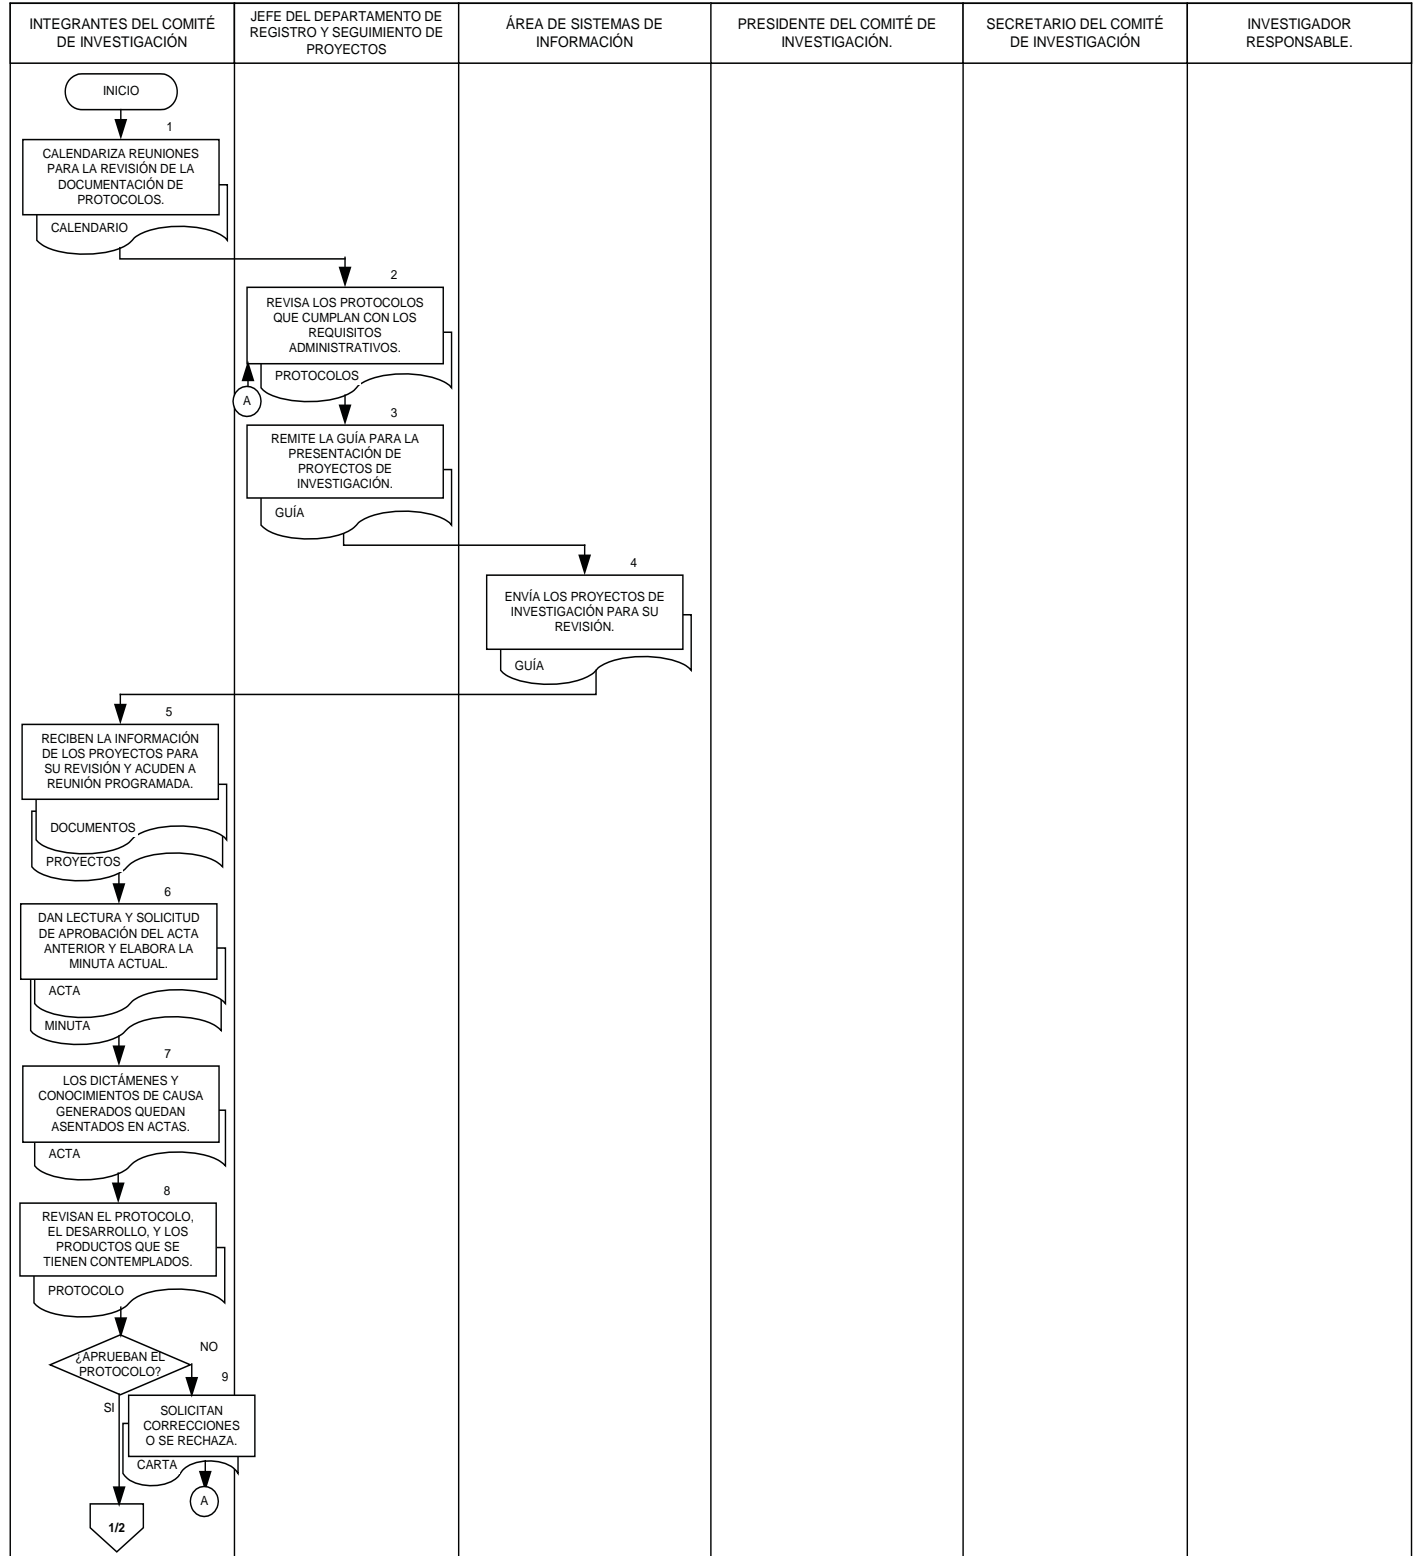 INTEGRANTES DEL COMITÉ
DE INVESTIGACIÓN
JEFE DEL DEPARTAMENTO DE
REGISTRO Y SEGUIMIENTO DE
PROYECTOS
ÁREA DE SISTEMAS DE
INFORMACIÓN
PRESIDENTE DEL COMITÉ DE
INVESTIGACIÓN.
SECRETARIO DEL COMITÉ
DE INVESTIGACIÓN
INVESTIGADOR
RESPONSABLE.
INICIO
1
CALENDARIZA REUNIONES
PARA LA REVISIÓN DE LA
DOCUMENTACIÓN DE
PROTOCOLOS.
CALENDARIO
2
REVISA LOS PROTOCOLOS
QUE CUMPLAN CON LOS
REQUISITOS
ADMINISTRATIVOS.
PROTOCOLOS
A
3
REMITE LA GUÍA PARA LA
PRESENTACIÓN DE
PROYECTOS DE
INVESTIGACIÓN.
GUÍA
4
ENVÍA LOS PROYECTOS DE
INVESTIGACIÓN PARA SU
REVISIÓN.
GUÍA
5
RECIBEN LA INFORMACIÓN
DE LOS PROYECTOS PARA
SU REVISIÓN Y ACUDEN A
REUNIÓN PROGRAMADA.
DOCUMENTOS
PROYECTOS
6
DAN LECTURA Y SOLICITUD
DE APROBACIÓN DEL ACTA
ANTERIOR Y ELABORA LA
MINUTA ACTUAL.
ACTA
MINUTA
7
LOS DICTÁMENES Y
CONOCIMIENTOS DE CAUSA
GENERADOS QUEDAN
ASENTADOS EN ACTAS.
ACTA
8
REVISAN EL PROTOCOLO,
EL DESARROLLO, Y LOS
PRODUCTOS QUE SE
TIENEN CONTEMPLADOS.
PROTOCOLO
¿APRUEBAN EL
PROTOCOLO?
NO
9
SI
SOLICITAN
CORRECCIONES
O SE RECHAZA.
CARTA
A
1/2